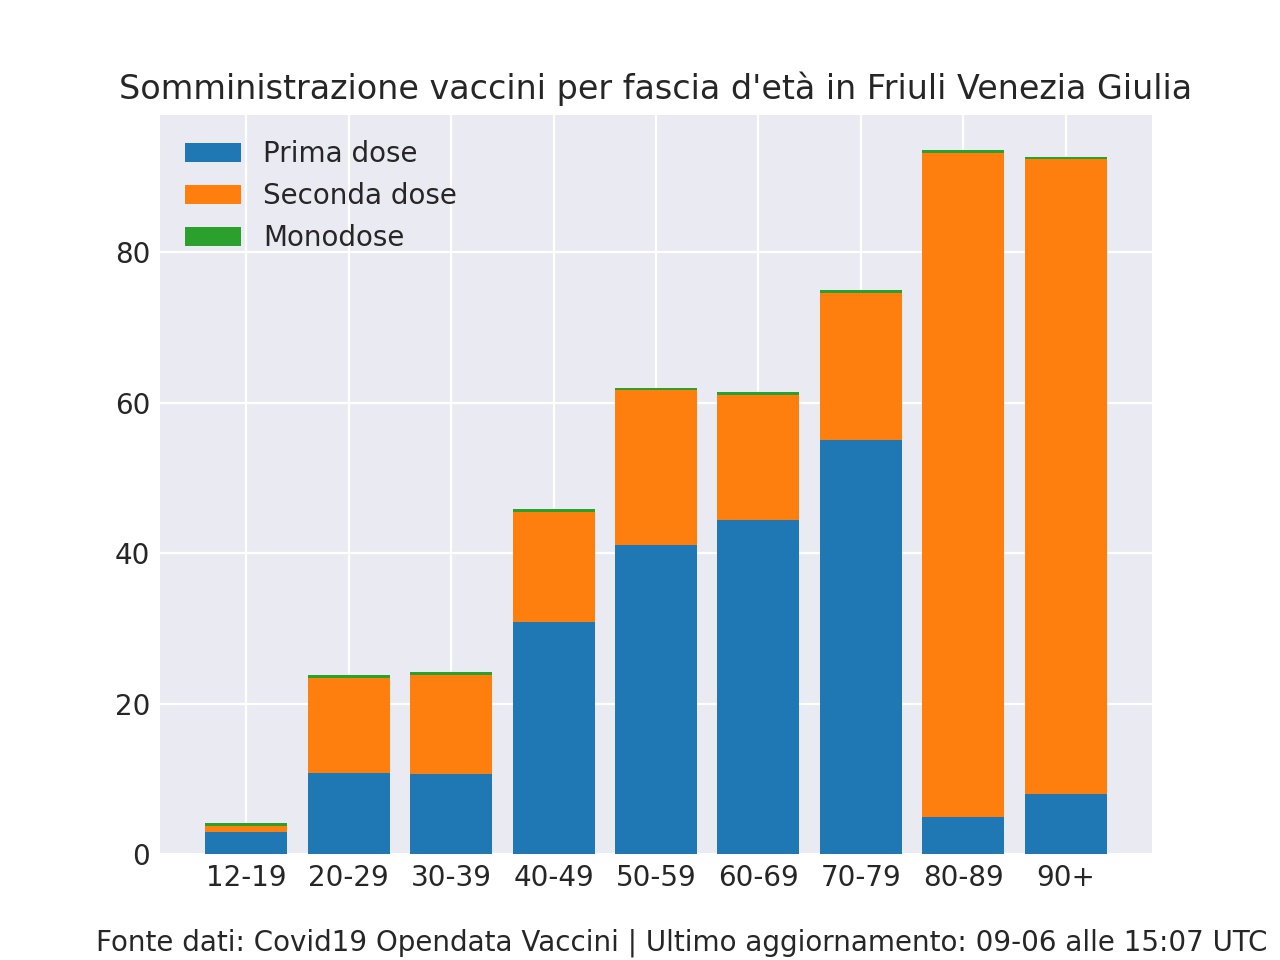 Somministrazione vaccini per fascia d'età in Friuli Venezia Giulia
Prima dose
Seconda dose
Monodose
80
60
40
20
0
12-19 20-29 30-39 40-49 50-59 60-69 70-79 80-89 90+
Fonte dati: Covid19 Opendata Vaccini | Ultimo aggiornamento: 09-06 alle 15:07 UTC